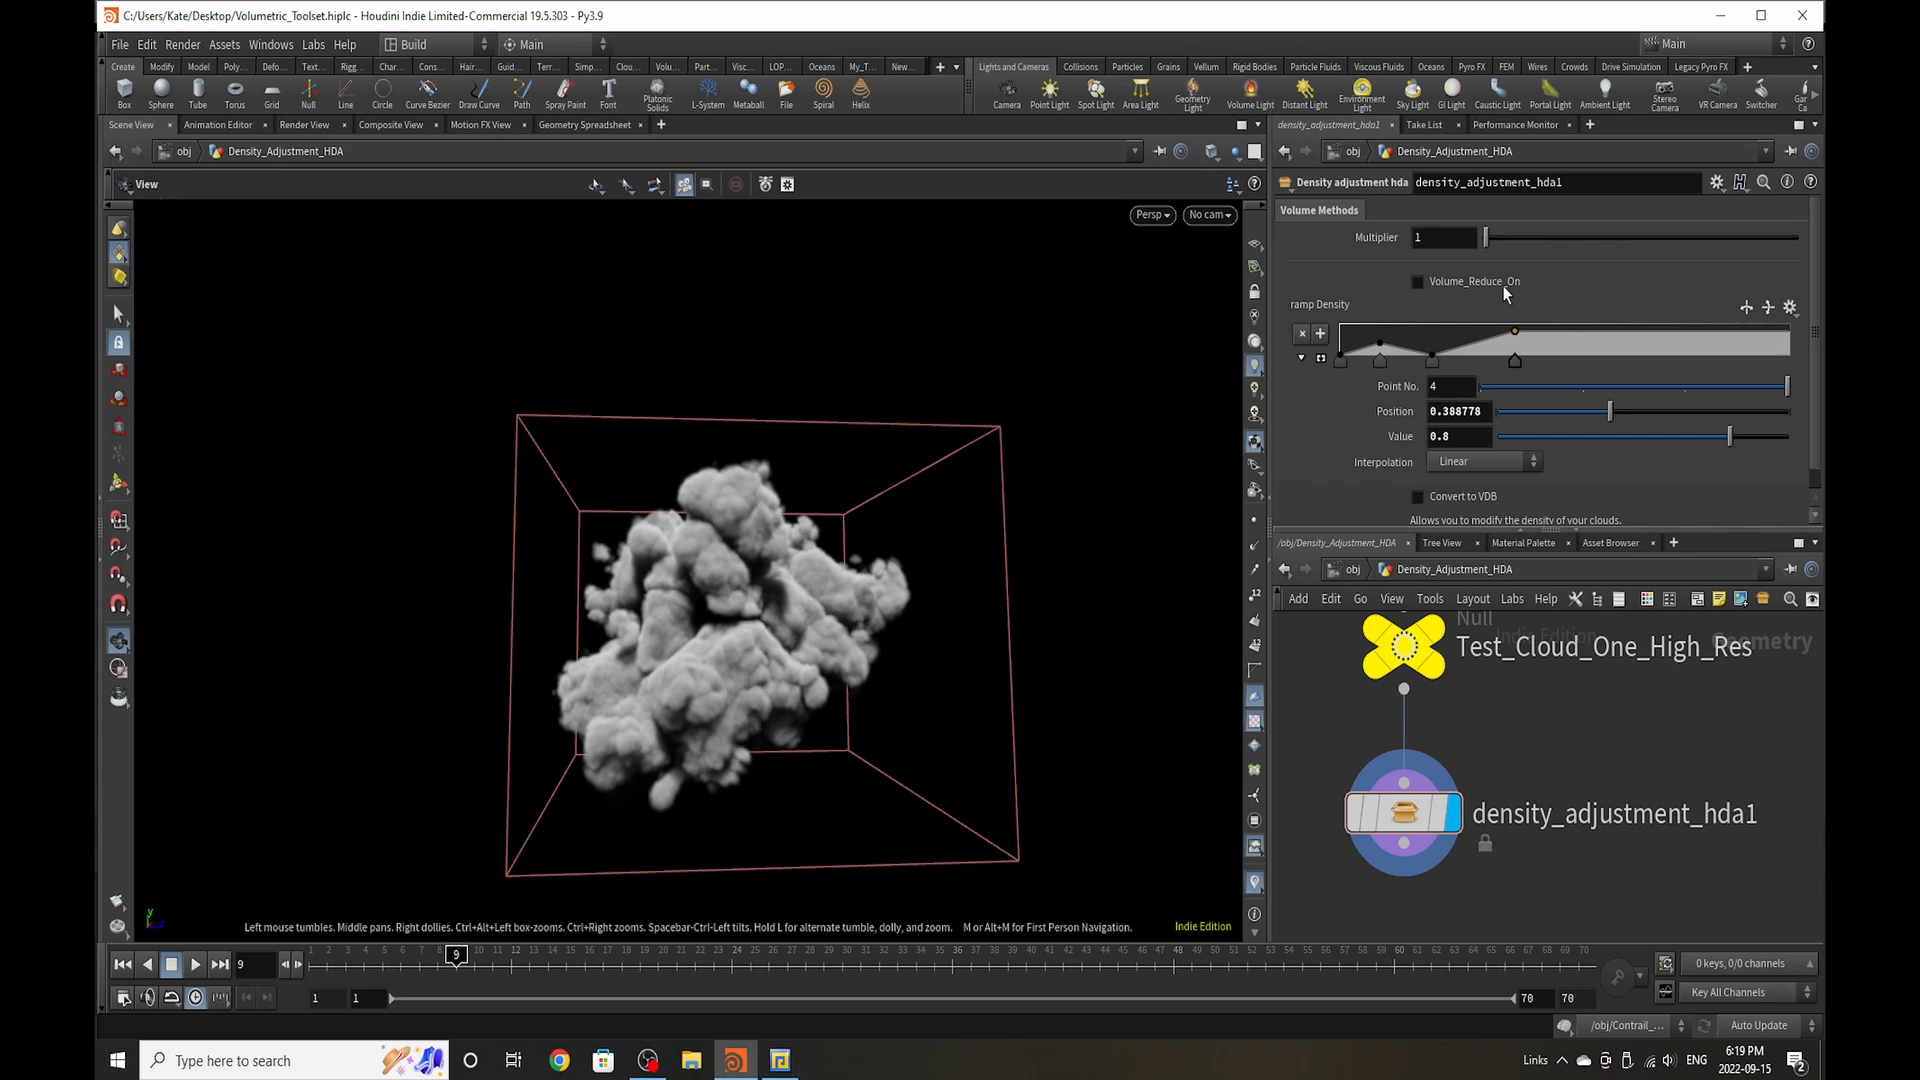 C:/Users/Kate/Desktop/Volumetric_Toolset.hiplc - Houdini Indie Limited-Commercial 19.5.303 - Py3.9
File Edit Render Assets Windows Labs Help Build Main Main
Create Modify Model Poly... Defo... Text... Rigg... Char... Cons... Hair... Guid... Terr... Simp... Clou... Volu... LOP... Oceans My_T... New...
Lights and Cameras Collisions Particles Grains Vellum Rigid Bodies Particle Fluids Viscous Fluids Oceans Pyro FX FEM Wires Crowds Drive Simulation Legacy Pyro FX
Box Sphere Tube Torus Grid Null Line Circle Curve Bezier Draw Curve Path Spray Paint Font Platonic Solids L-System Metaball File Spiral Helix
Camera Point Light Spot Light Area Light Geometry Light Volume Light Distant Light Environment Light Sky Light GI Light Caustic Light Portal Light Ambient Light Stereo Camera VR Camera Switcher
Scene View Animation Editor Render View Composite View Motion FX View Geometry Spreadsheet
density_adjustment_hda1 Take List Performance Monitor
obj Density_Adjustment_HDA
obj Density_Adjustment_HDA
View
Density adjustment hda density_adjustment_hda1
Persp No cam
Volume Methods
Multiplier 1
Volume_Reduce_On
ramp Density
Point No. 4
Position 0.388778
Value 0.8
Interpolation Linear
Convert to VDB
Allows you to modify the density of your clouds.
/obj/Density_Adjustment_HDA Tree View Material Palette Asset Browser
obj Density_Adjustment_HDA
Add Edit Go View Tools Layout Labs Help
Null
Indie Edition
Geometry
Test_Cloud_One_High_Res
density_adjustment_hda1
Left mouse tumbles. Middle pans. Right dollies. Ctrl+Alt+Left box-zooms. Ctrl+Right zooms. Spacebar-Ctrl-Left tilts. Hold L for alternate tumble, dolly, and zoom. M or Alt+M for First Person Navigation.
Indie Edition
9
0 keys, 0/0 channels
1 1 70 70
Key All Channels
/obj/Contrail_... Auto Update
Type here to search
Links ENG
6:19 PM
2022-09-15
2